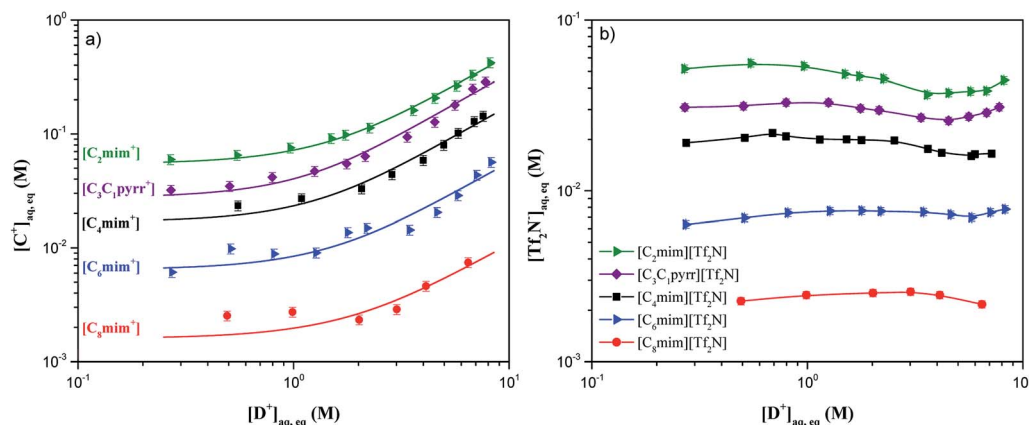 a)
10⁰
10⁻¹
10⁻²
10⁻³
[C⁺]aq, eq (M)
[C₂mim⁺]
[C₃C₁pyrr⁺]
[C₄mim⁺]
[C₆mim⁺]
[C₈mim⁺]
10⁻¹
10⁰
10¹
[D⁺]aq, eq (M)
b)
10⁻¹
10⁻²
10⁻³
[Tf₂N⁻]aq, eq (M)
[C₂mim][Tf₂N]
[C₃C₁pyrr][Tf₂N]
[C₄mim][Tf₂N]
[C₆mim][Tf₂N]
[C₈mim][Tf₂N]
10⁻¹
10⁰
10
[D⁺]aq, eq (M)